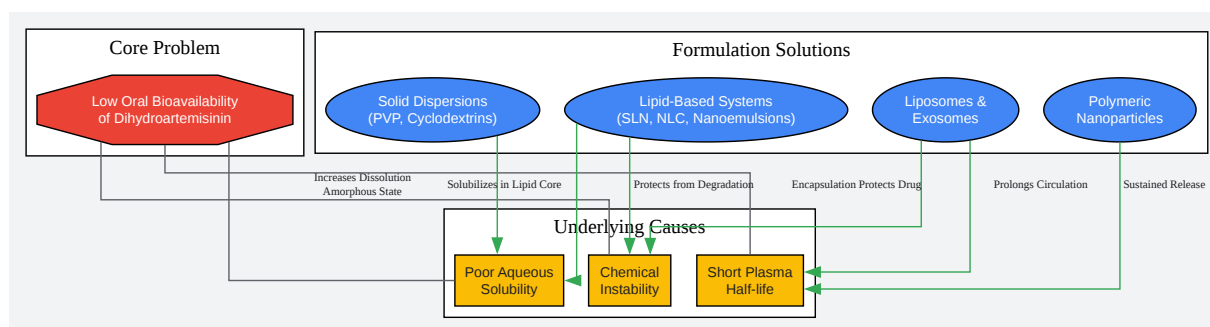 Core Problem
Formulation Solutions
Low Oral Bioavailability
of Dihydroartemisinin
Solid Dispersions
(PVP, Cyclodextrins)
Lipid-Based Systems
(SLN, NLC, Nanoemulsions)
Liposomes &
Exosomes
Polymeric
Nanoparticles
Increases Dissolution
Amorphous State
Solubilizes in Lipid Core
Protects from Degradation
Encapsulation Protects Drug
Prolongs Circulation
Sustained Release
Underlying Causes
Poor Aqueous
Solubility
Chemical
Instability
Short Plasma
Half-life